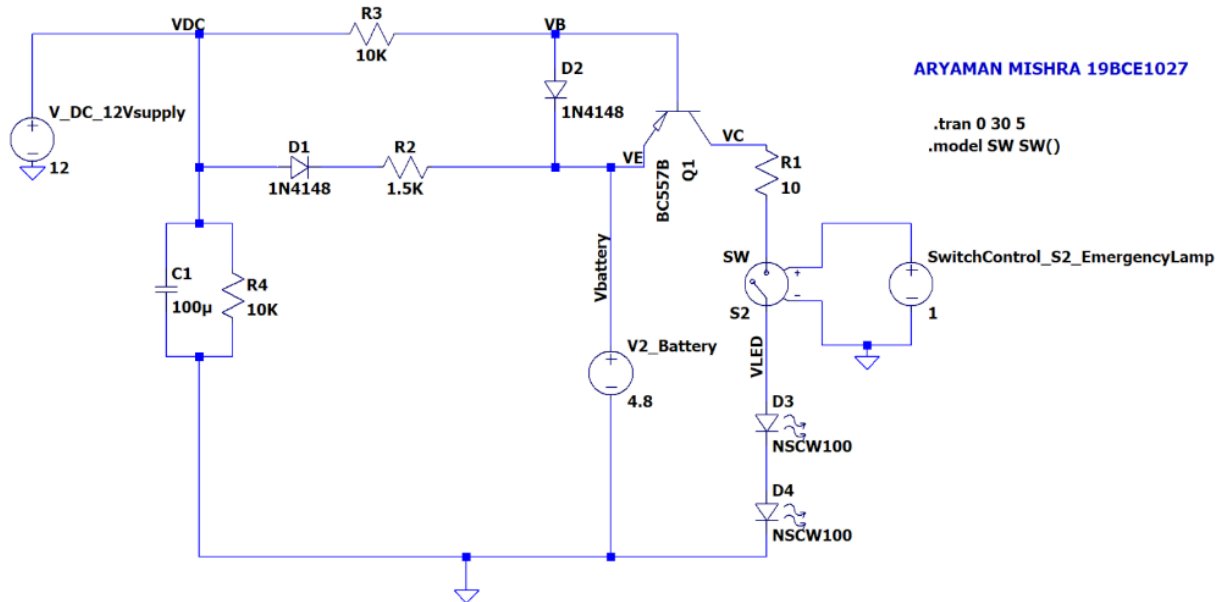 VDC
R3
10K
VB
D2
1N4148
ARYAMAN MISHRA 19BCE1027
V_DC_12Vsupply
+
−
12
D1
1N4148
R2
1.5K
VE
BC557B
Q1
VC
.tran 0 30 5
.model SW SW()
R1
10
C1
100µ
R4
10K
Vbattery
SW
+
−
S2
SwitchControl_S2_EmergencyLamp
+
−
1
V2_Battery
+
−
4.8
VLED
D3
NSCW100
D4
NSCW100